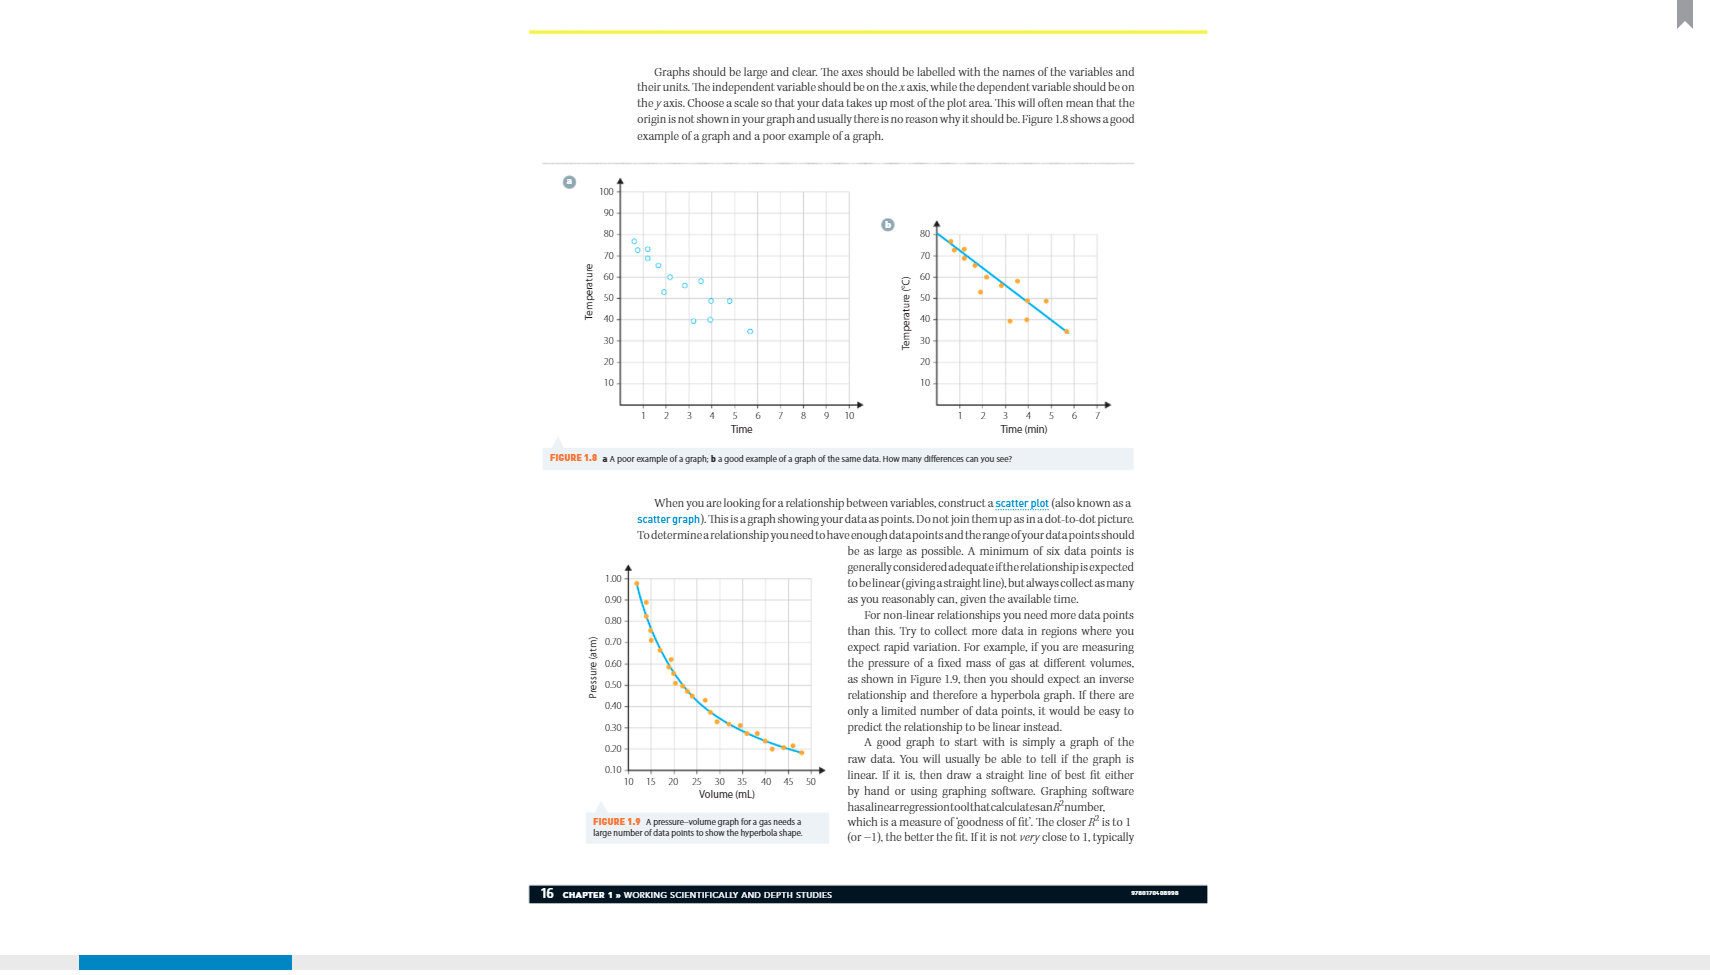 Graphs should be large and clear. The axes should be labelled with the names of the variables and
their units. The independent variable should be on the x axis, while the dependent variable should be on
the y axis. Choose a scale so that your data takes up most of the plot area. This will often mean that the
origin is not shown in your graph and usually there is no reason why it should be. Figure 1.8 shows a good
example of a graph and a poor example of a graph.
a
100
90
80
70
60
50
40
30
20
10
Temperature
1 2 3 4 5 6 7 8 9 10
Time
b
80
70
60
50
40
30
20
10
Temperature (°C)
1 2 3 4 5 6 7
Time (min)
FIGURE 1.8 a A poor example of a graph; b a good example of a graph of the same data. How many differences can you see?
When you are looking for a relationship between variables, construct a scatter plot (also known as a
scatter graph). This is a graph showing your data as points. Do not join them up as in a dot-to-dot picture.
To determine a relationship you need to have enough data points and the range of your data points should
be as large as possible. A minimum of six data points is
generally considered adequate if the relationship is expected
to be linear (giving a straight line), but always collect as many
as you reasonably can, given the available time.
For non-linear relationships you need more data points
than this. Try to collect more data in regions where you
expect rapid variation. For example, if you are measuring
the pressure of a fixed mass of gas at different volumes,
as shown in Figure 1.9, then you should expect an inverse
relationship and therefore a hyperbola graph. If there are
only a limited number of data points, it would be easy to
predict the relationship to be linear instead.
A good graph to start with is simply a graph of the
raw data. You will usually be able to tell if the graph is
linear. If it is, then draw a straight line of best fit either
by hand or using graphing software. Graphing software
has a linear regression tool that calculates an R² number,
which is a measure of 'goodness of fit'. The closer R² is to 1
(or −1), the better the fit. If it is not very close to 1, typically
1.00
0.90
0.80
0.70
0.60
0.50
0.40
0.30
0.20
0.10
Pressure (atm)
10 15 20 25 30 35 40 45 50
Volume (mL)
FIGURE 1.9 A pressure–volume graph for a gas needs a
large number of data points to show the hyperbola shape.
16 CHAPTER 1 » WORKING SCIENTIFICALLY AND DEPTH STUDIES
9780170408998